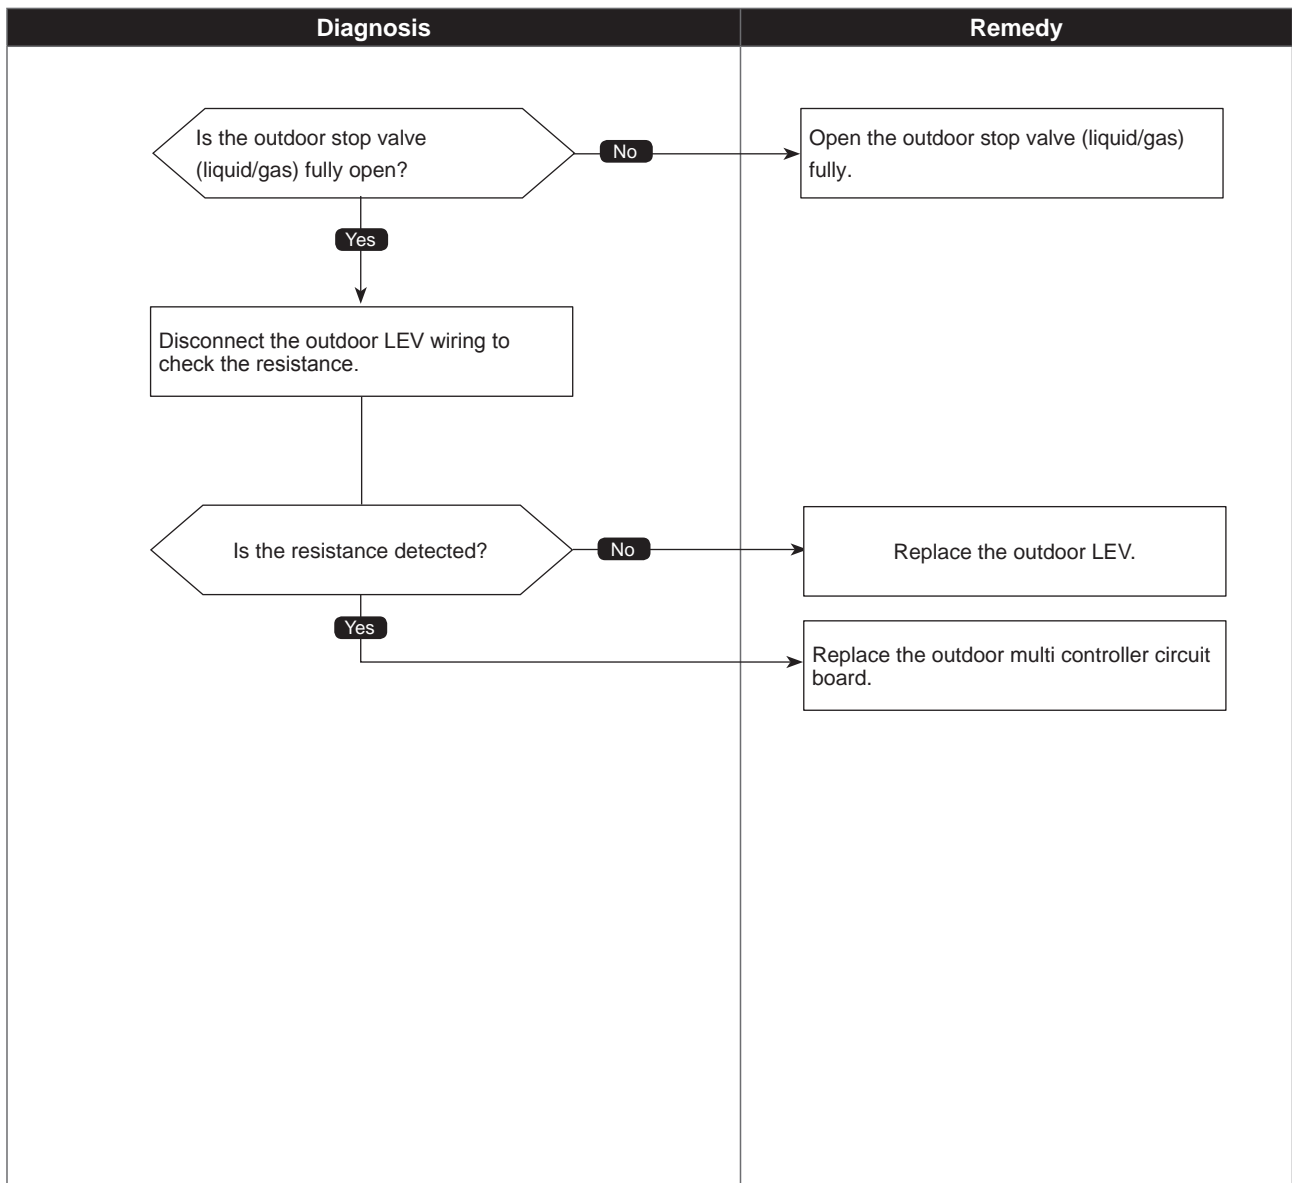 Diagnosis
Remedy
Is the outdoor stop valve
(liquid/gas) fully open?
No
Open the outdoor stop valve (liquid/gas)
fully.
Yes
Disconnect the outdoor LEV wiring to
check the resistance.
Is the resistance detected?
No
Replace the outdoor LEV.
Yes
Replace the outdoor multi controller circuit
board.